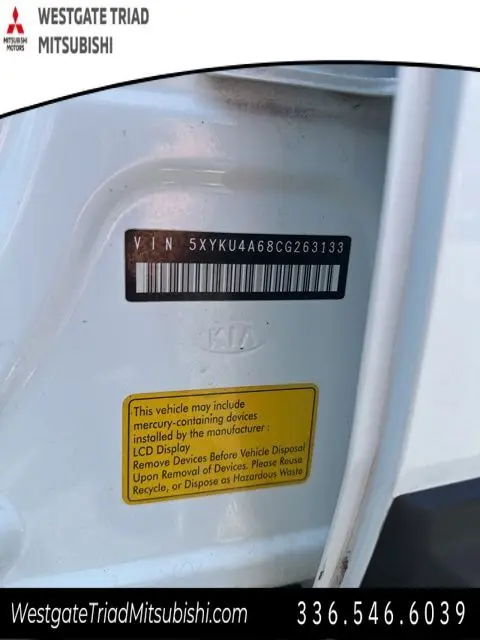 WESTGATE TRIAD
MITSUBISHI
MITSUBISHI
MOTORS
VIN 5XYKU4A68CG263133
KIA
This vehicle may include
mercury-containing devices
installed by the manufacturer :
LCD Display
Remove Devices Before Vehicle Disposal
Upon Removal of Devices. Please Reuse
Recycle, or Dispose as Hazardous Waste
WestgateTriadMitsubishi.com
336.546.6039